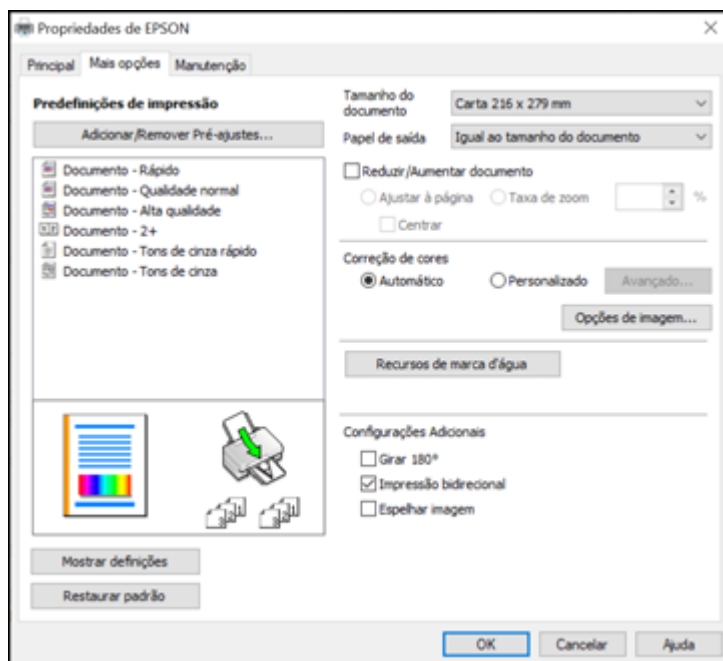 Propriedades de EPSON
Principal
Mais opções
Manutenção
Predefinições de impressão
Adicionar/Remover Pré-ajustes...
Documento - Rápido
Documento - Qualidade normal
Documento - Alta qualidade
Documento - 2+
Documento - Tons de cinza rápido
Documento - Tons de cinza
Mostrar definições
Restaurar padrão
Tamanho do
documento
Carta 216 x 279 mm
Papel de saída
Igual ao tamanho do documento
Reduzir/Aumentar documento
Ajustar à página
Taxa de zoom
%
Centrar
Correção de cores
Automático
Personalizado
Avançado...
Opções de imagem...
Recursos de marca d'água
Configurações Adicionais
Girar 180°
Impressão bidirecional
Espelhar imagem
OK
Cancelar
Ajuda